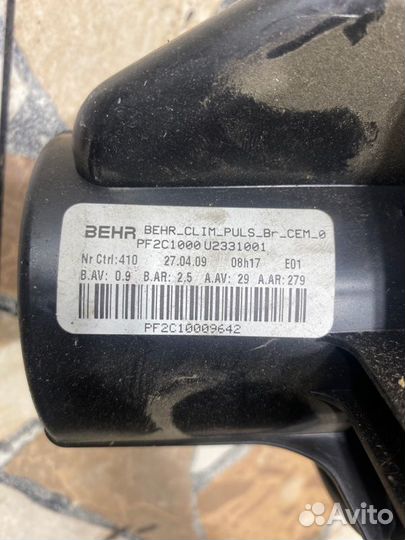 BEHR BEHR_CLIM_PULS_Br_CEM_0
PF2C1000 U2331001
Nr Ctrl:410 27.04.09 08h17 E01
B.AV: 0.9 B.AR: 2.5 A.AV: 29 A.AR: 279
PF2C10009642
Avito